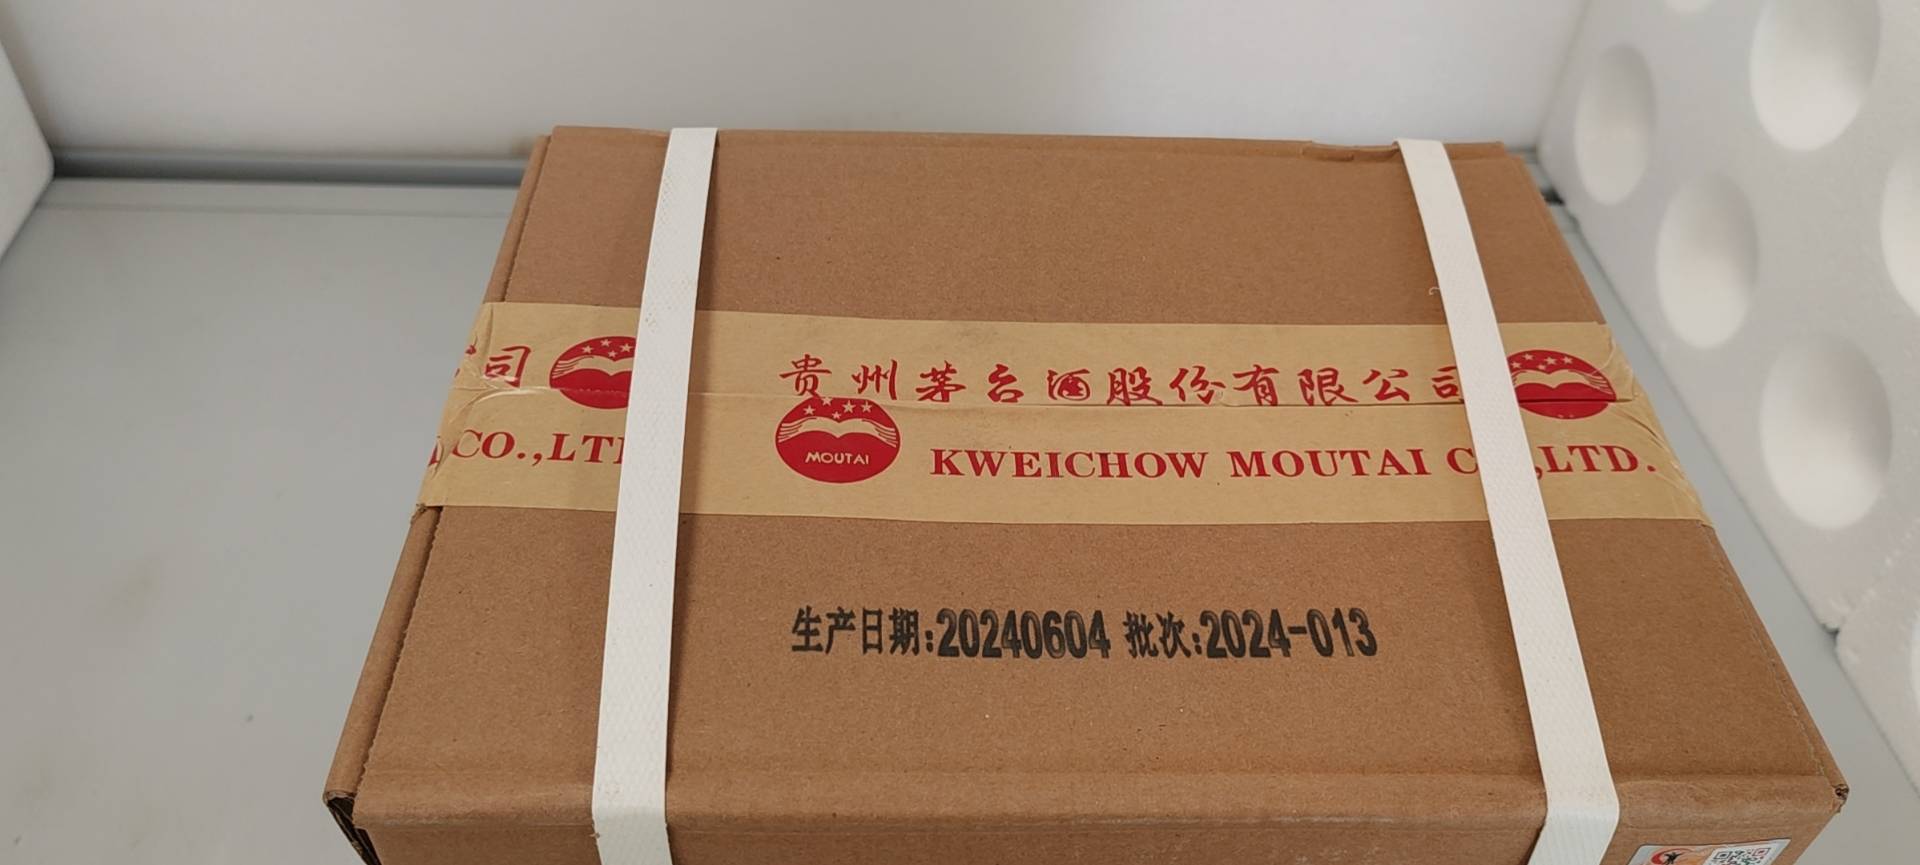 司
CO.,LT
贵州茅台酒股份有限公司
MOUTAI
KWEICHOW MOUTAI C ,LTD.
生产日期:20240604 批次:2024-013